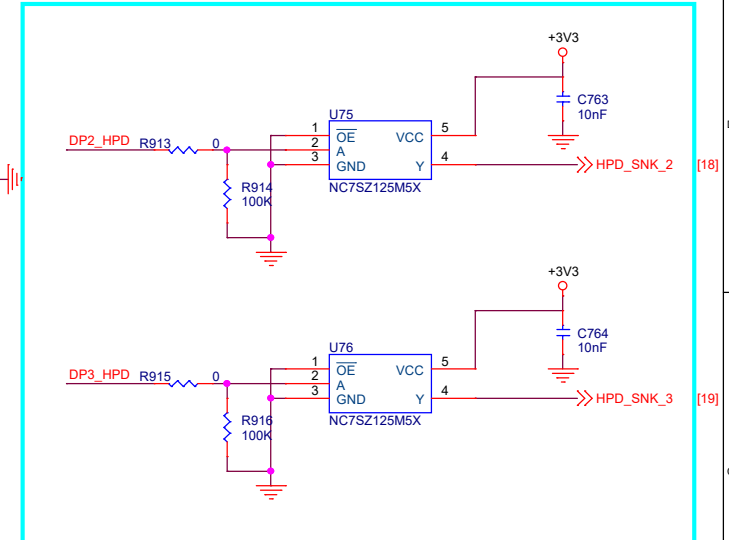 +3V3
C763
10nF
U75
1 OE VCC 5
2 A
3 GND Y 4
NC7SZ125M5X
DP2_HPD R913 0
R914
100K
HPD_SNK_2 [18]
+3V3
C764
10nF
U76
1 OE VCC 5
2 A
3 GND Y 4
NC7SZ125M5X
DP3_HPD R915 0
R916
100K
HPD_SNK_3 [19]